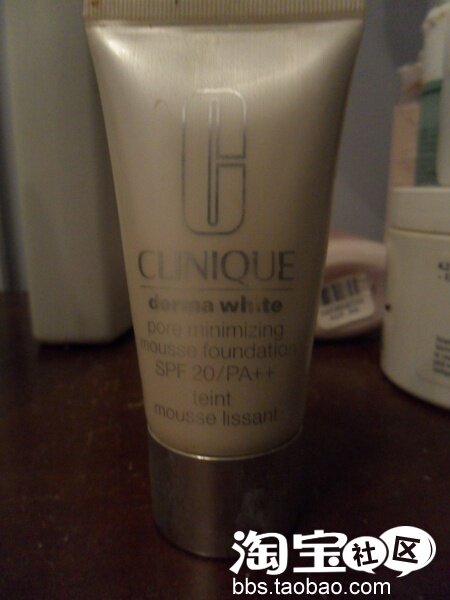 CLINIQUE
derma white
pore minimizing
mousse foundation
SPF 20/PA++
teint
mousse lissant
淘宝社区
bbs.taobao.com